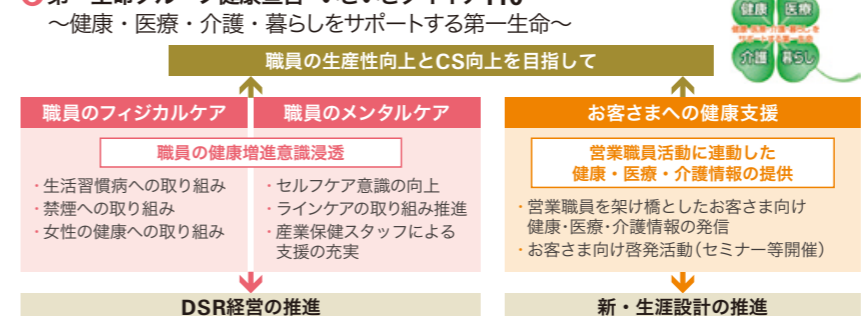 ～健康・医療・介護・暮らしをサポートする第一生命～
健康
医療
介護
暮らし
職員の生産性向上とCS向上を目指して
職員のフィジカルケア
職員のメンタルケア
職員の健康増進意識浸透
・生活習慣病への取り組み
・禁煙への取り組み
・女性の健康への取り組み
・セルフケア意識の向上
・ラインケアの取り組み推進
・産業保健スタッフによる
支援の充実
DSR経営の推進
お客さまへの健康支援
営業職員活動に連動した
健康・医療・介護情報の提供
・営業職員を架け橋としたお客さま向け
健康・医療・介護情報の発信
・お客さま向け啓発活動（セミナー等開催）
新・生涯設計の推進